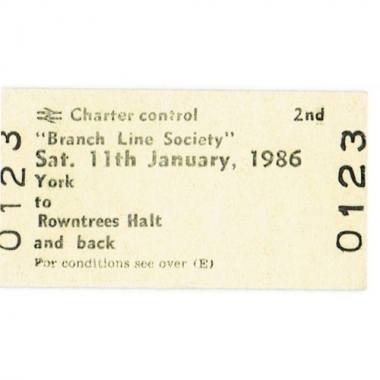 Charter control 2nd
"Branch Line Society"
Sat. 11th January, 1986
York
to
Rowntrees Halt
and back
For conditions see over (E)
0123
0123